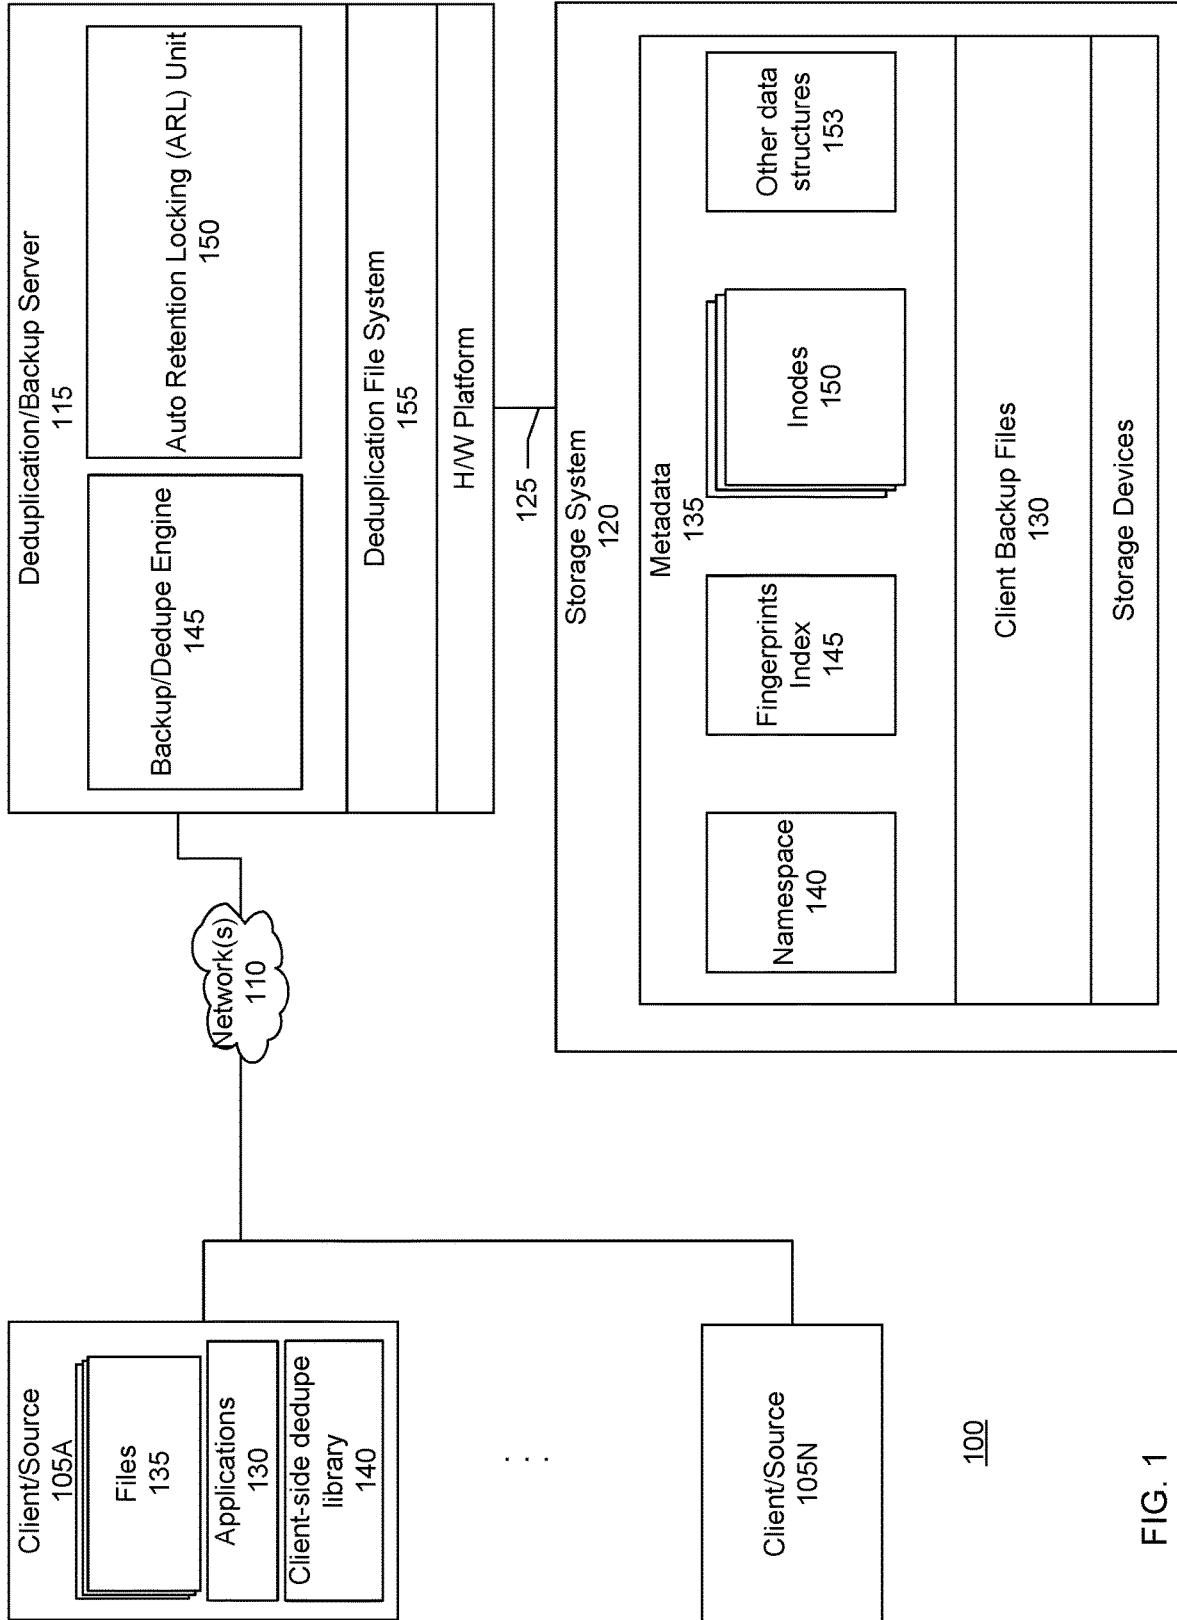 Client/Source
105A
Files
135
Applications
130
Client-side dedupe
library
140
. . .
Client/Source
105N
Network(s)
110
Deduplication/Backup Server
115
Backup/Dedupe Engine
145
Auto Retention Locking (ARL) Unit
150
Deduplication File System
155
H/W Platform
125
Storage System
120
Metadata
135
Namespace
140
Fingerprints
Index
145
Inodes
150
Other data
structures
153
Client Backup Files
130
Storage Devices
100
FIG. 1